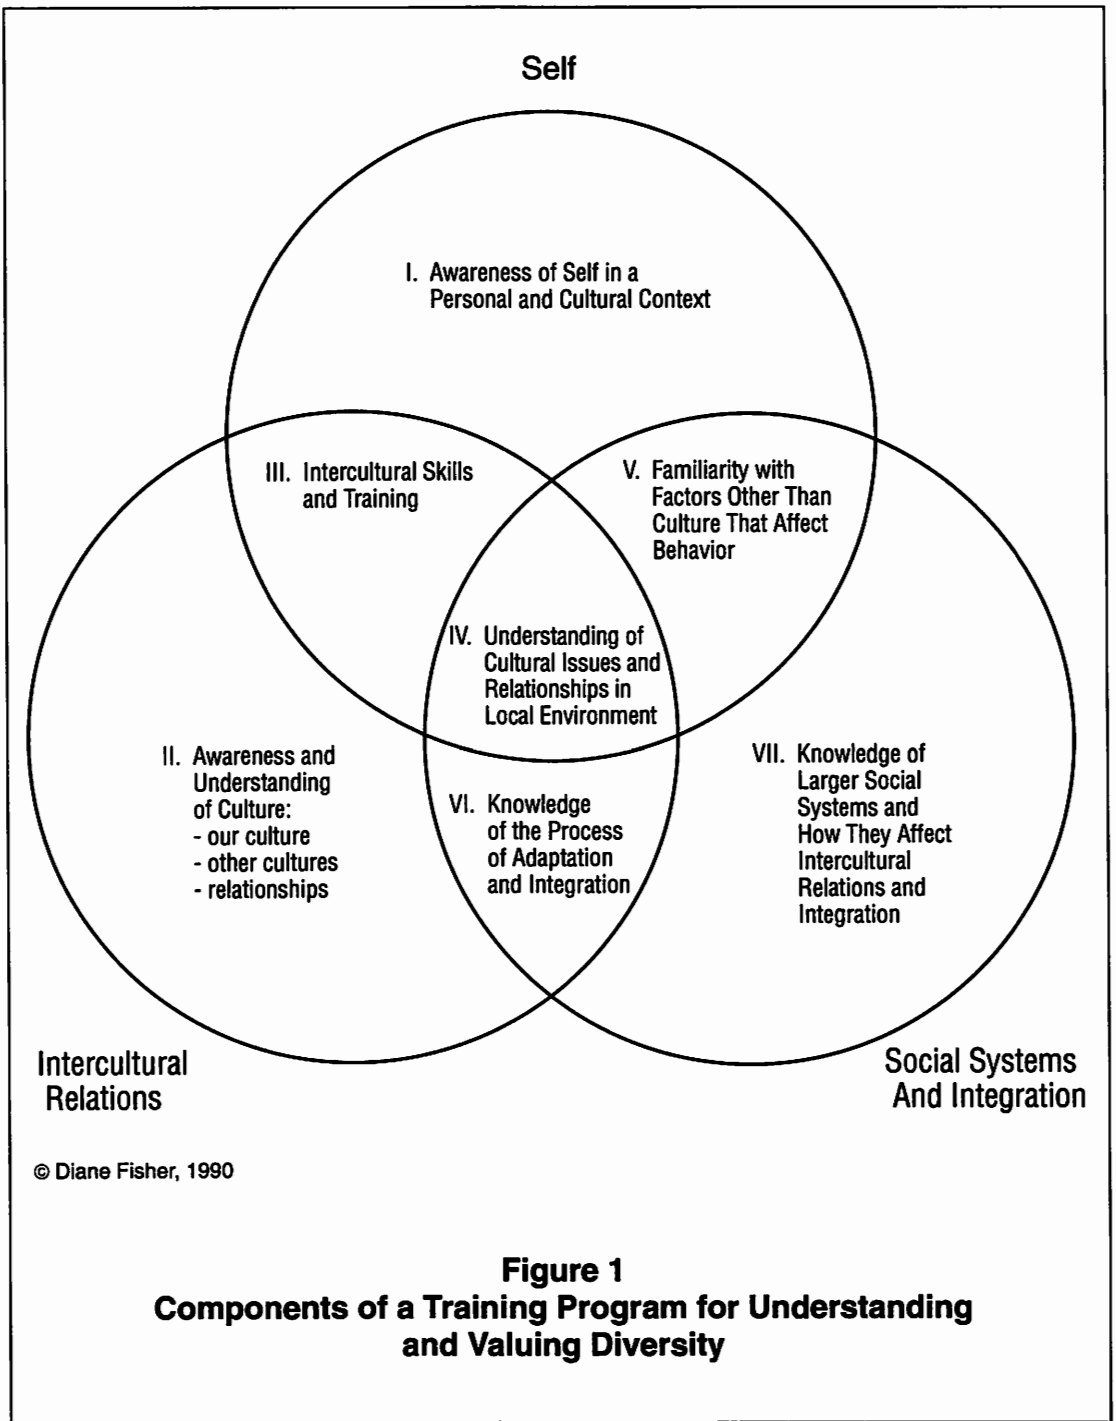 Self
I. Awareness of Self in a
Personal and Cultural Context
III. Intercultural Skills
and Training
V. Familiarity with
Factors Other Than
Culture That Affect
Behavior
IV. Understanding of
Cultural Issues and
Relationships in
Local Environment
II. Awareness and
Understanding
of Culture:
- our culture
- other cultures
- relationships
VI. Knowledge
of the Process
of Adaptation
and Integration
VII. Knowledge of
Larger Social
Systems and
How They Affect
Intercultural
Relations and
Integration
Intercultural
Relations
Social Systems
And Integration
© Diane Fisher, 1990
Figure 1
Components of a Training Program for Understanding
and Valuing Diversity